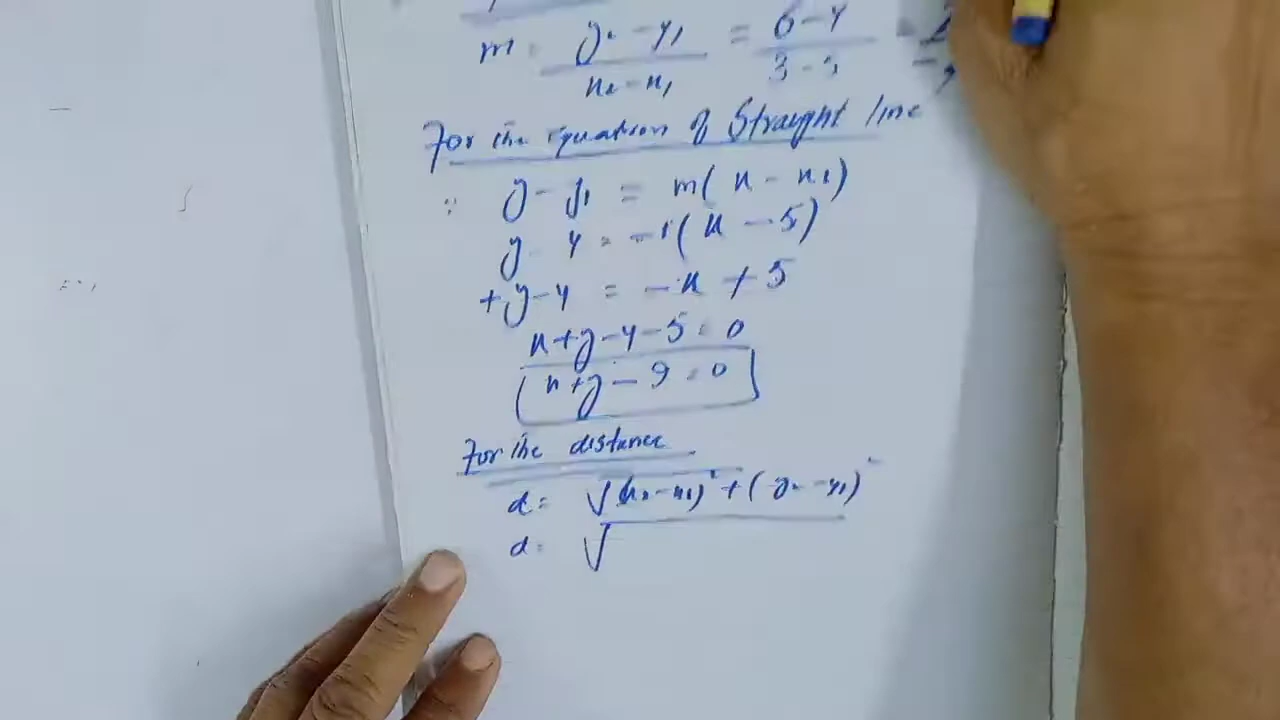 m = y₂ - y₁ / x₂ - x₁ = 6 - 4 / 3 - 5 =
For the Equation of Straight line
∵ y - y₁ = m(x - x₁)
y - 4 = -1(x - 5)
+y - 4 = -x + 5
x + y - 4 - 5 = 0
x + y - 9 = 0
For the distance
d = √(x₂ - x₁)² + (y₂ - y₁)²
d = √